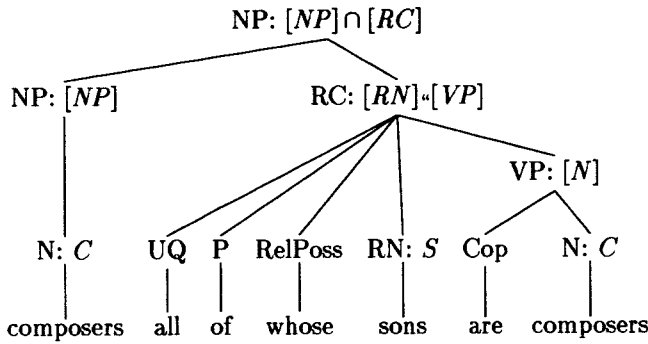 NP: [NP]∩[RC]
NP: [NP] RC: [RN]“[VP]
VP: [N]
N: C UQ P RelPoss RN: S Cop N: C
composers all of whose sons are composers